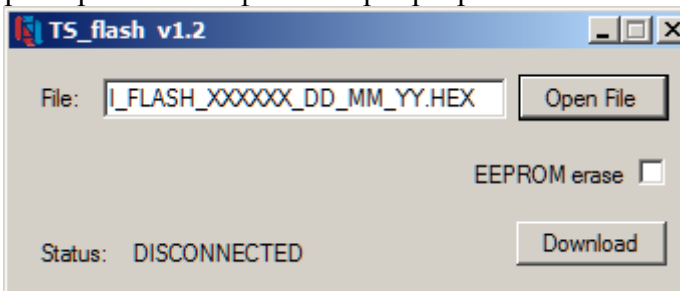 TS_flash v1.2
File: I_FLASH_XXXXXX_DD_MM_YY.HEX Open File
EEPROM erase
Status: DISCONNECTED Download